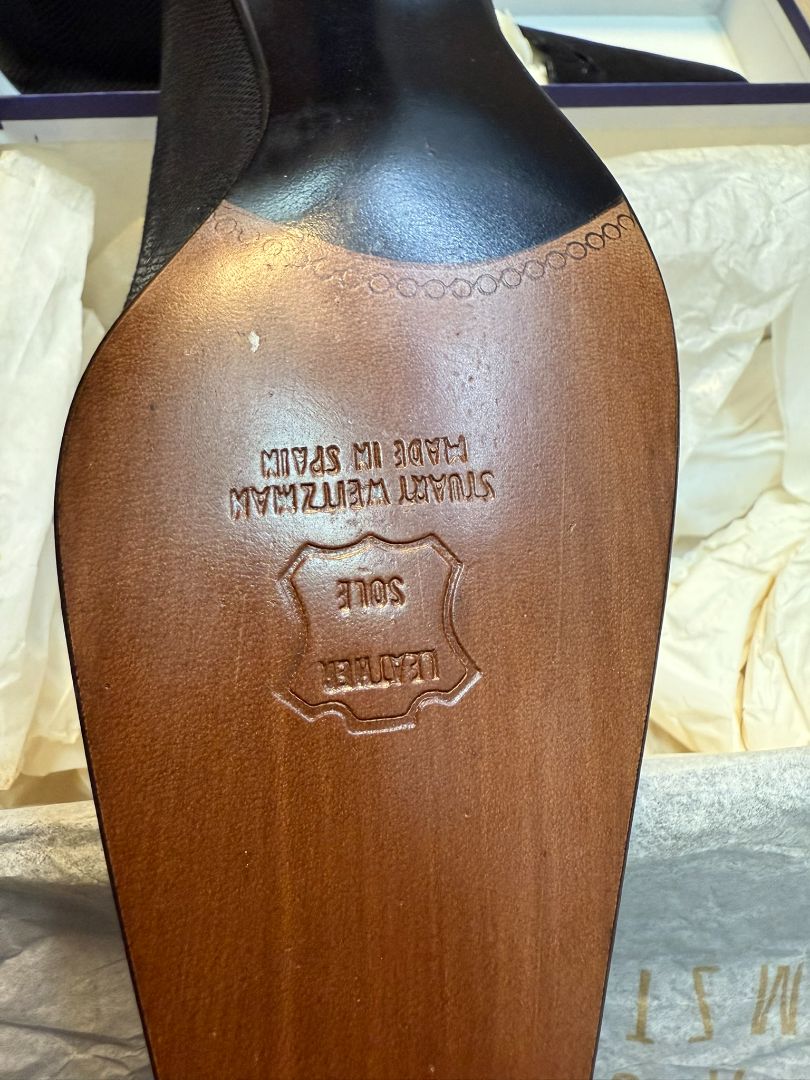 LEATHER
SOLE
STUART WEITZMAN
MADE IN SPAIN